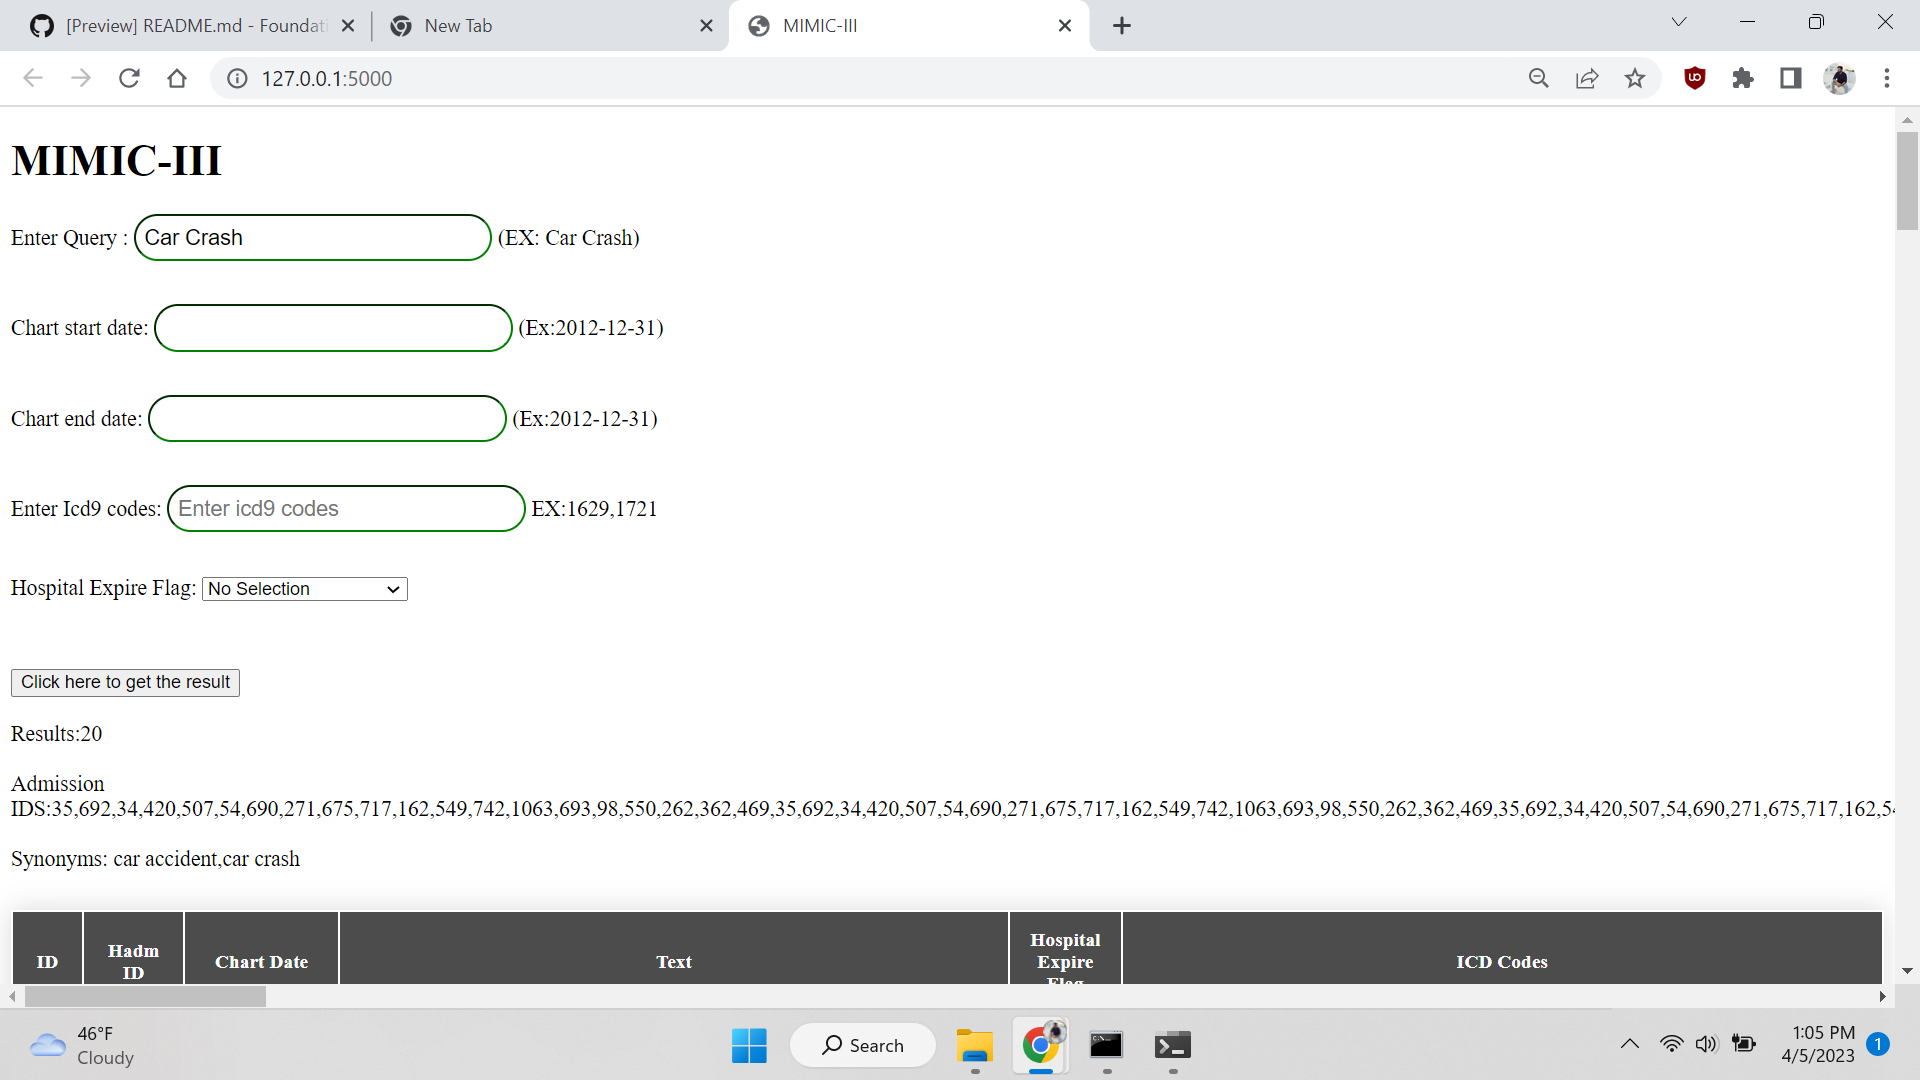 [Preview] README.md - Foundati
New Tab
MIMIC-III
127.0.0.1:5000
MIMIC-III
Enter Query : Car Crash (EX: Car Crash)
Chart start date: (Ex:2012-12-31)
Chart end date: (Ex:2012-12-31)
Enter Icd9 codes: Enter icd9 codes EX:1629,1721
Hospital Expire Flag: No Selection
Click here to get the result
Results:20
Admission
IDS:35,692,34,420,507,54,690,271,675,717,162,549,742,1063,693,98,550,262,362,469,35,692,34,420,507,54,690,271,675,717,162,549,742,1063,693,98,550,262,362,469,35,692,34,420,507,54,690,271,675,717,162,54
Synonyms: car accident,car crash
ID
Hadm
ID
Chart Date
Text
Hospital
Expire
Flag
ICD Codes
46°F
Cloudy
Search
1:05 PM
4/5/2023
1